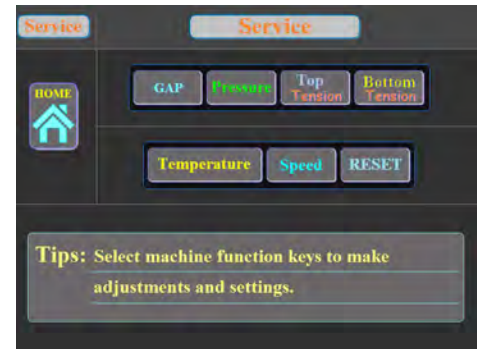 Service
Service
HOME
GAP
Pressure
Top
Tension
Bottom
Tension
Temperature
Speed
RESET
Tips: Select machine function keys to make
adjustments and settings.